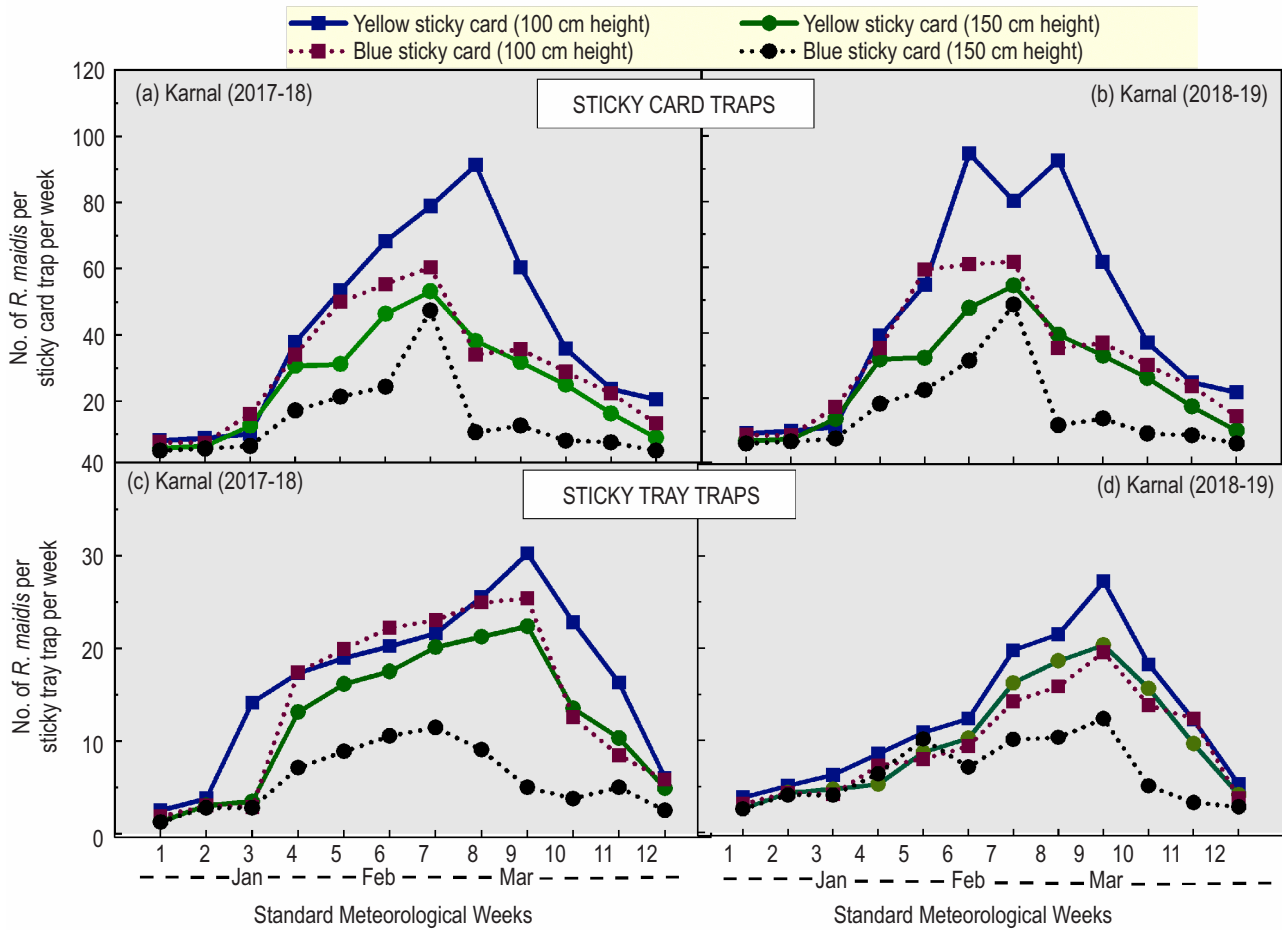 Yellow sticky card (100 cm height)
Yellow sticky card (150 cm height)
Blue sticky card (100 cm height)
Blue sticky card (150 cm height)
(a) Karnal (2017-18)
STICKY CARD TRAPS
(b) Karnal (2018-19)
No. of R. maidis per
sticky card trap per week
120
100
80
60
40
20
40
(c) Karnal (2017-18)
STICKY TRAY TRAPS
(d) Karnal (2018-19)
No. of R. maidis per
sticky tray trap per week
30
20
10
0
1 2 3 4 5 6 7 8 9 10 11 12
1 2 3 4 5 6 7 8 9 10 11 12
Jan Feb Mar
Jan Feb Mar
Standard Meteorological Weeks
Standard Meteorological Weeks